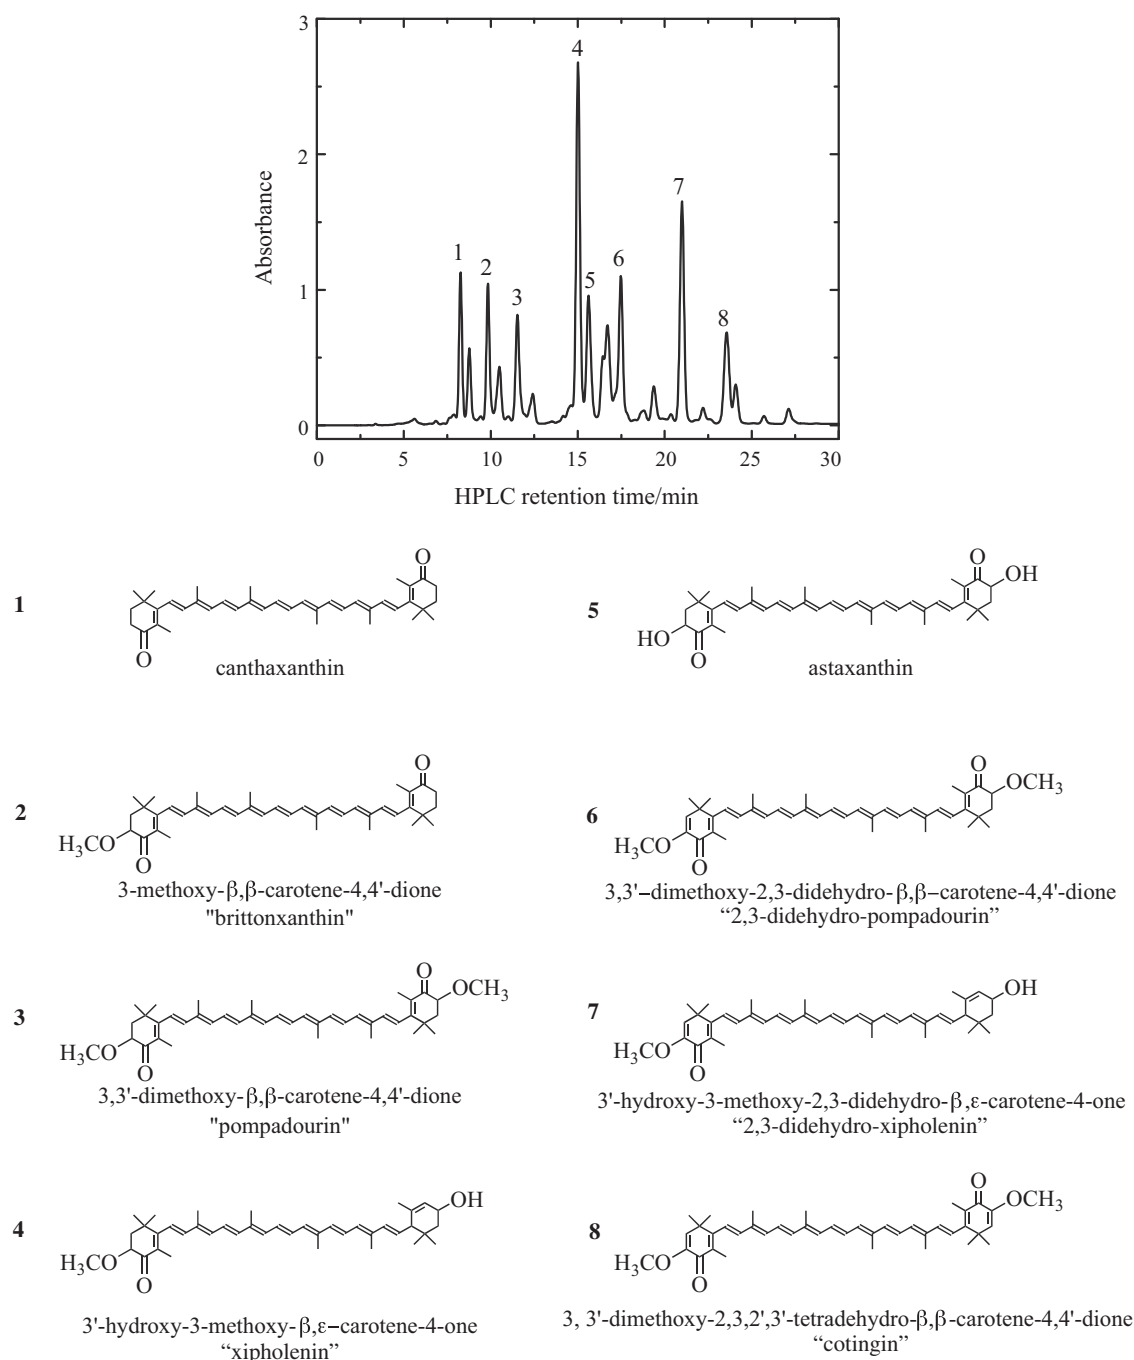 3
2
1
0
Absorbance
1
2
3
4
5
6
7
8
0
5
10
15
20
25
30
HPLC retention time/min
1
O
O
canthaxanthin
2
O
H₃CO
O
3-methoxy-β,β-carotene-4,4'-dione
"brittonxanthin"
3
O
OCH₃
H₃CO
O
3,3'-dimethoxy-β,β-carotene-4,4'-dione
"pompadourin"
4
OH
H₃CO
O
3'-hydroxy-3-methoxy-β,ε–carotene-4-one
“xipholenin”
5
O
OH
HO
O
astaxanthin
6
O
OCH₃
H₃CO
O
3,3'–dimethoxy-2,3-didehydro-β,β–carotene-4,4'-dione
“2,3-didehydro-pompadourin”
7
OH
H₃CO
O
3'-hydroxy-3-methoxy-2,3-didehydro-β,ε-carotene-4-one
“2,3-didehydro-xipholenin”
8
O
OCH₃
H₃CO
O
3, 3'-dimethoxy-2,3,2',3'-tetradehydro-β,β-carotene-4,4'-dione
“cotingin”